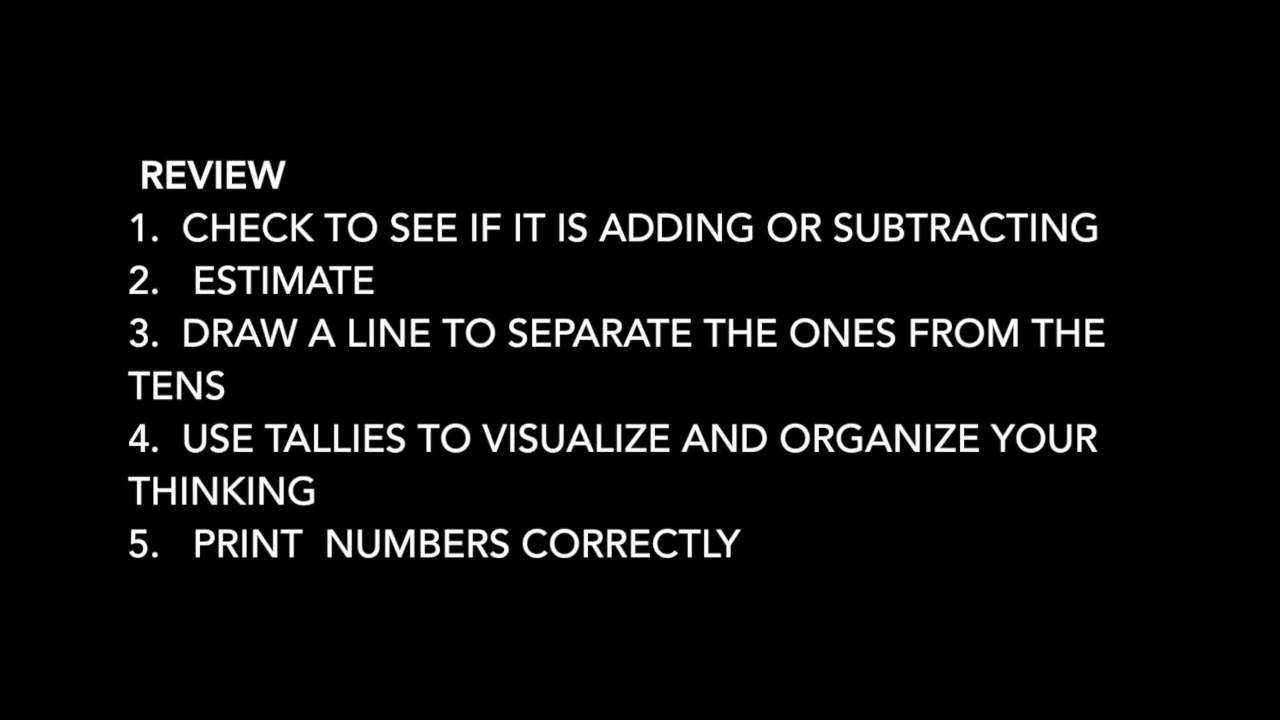 REVIEW
1.  CHECK TO SEE IF IT IS ADDING OR SUBTRACTING
2.   ESTIMATE
3.  DRAW A LINE TO SEPARATE THE ONES FROM THE
TENS
4.  USE TALLIES TO VISUALIZE AND ORGANIZE YOUR
THINKING
5.   PRINT  NUMBERS CORRECTLY